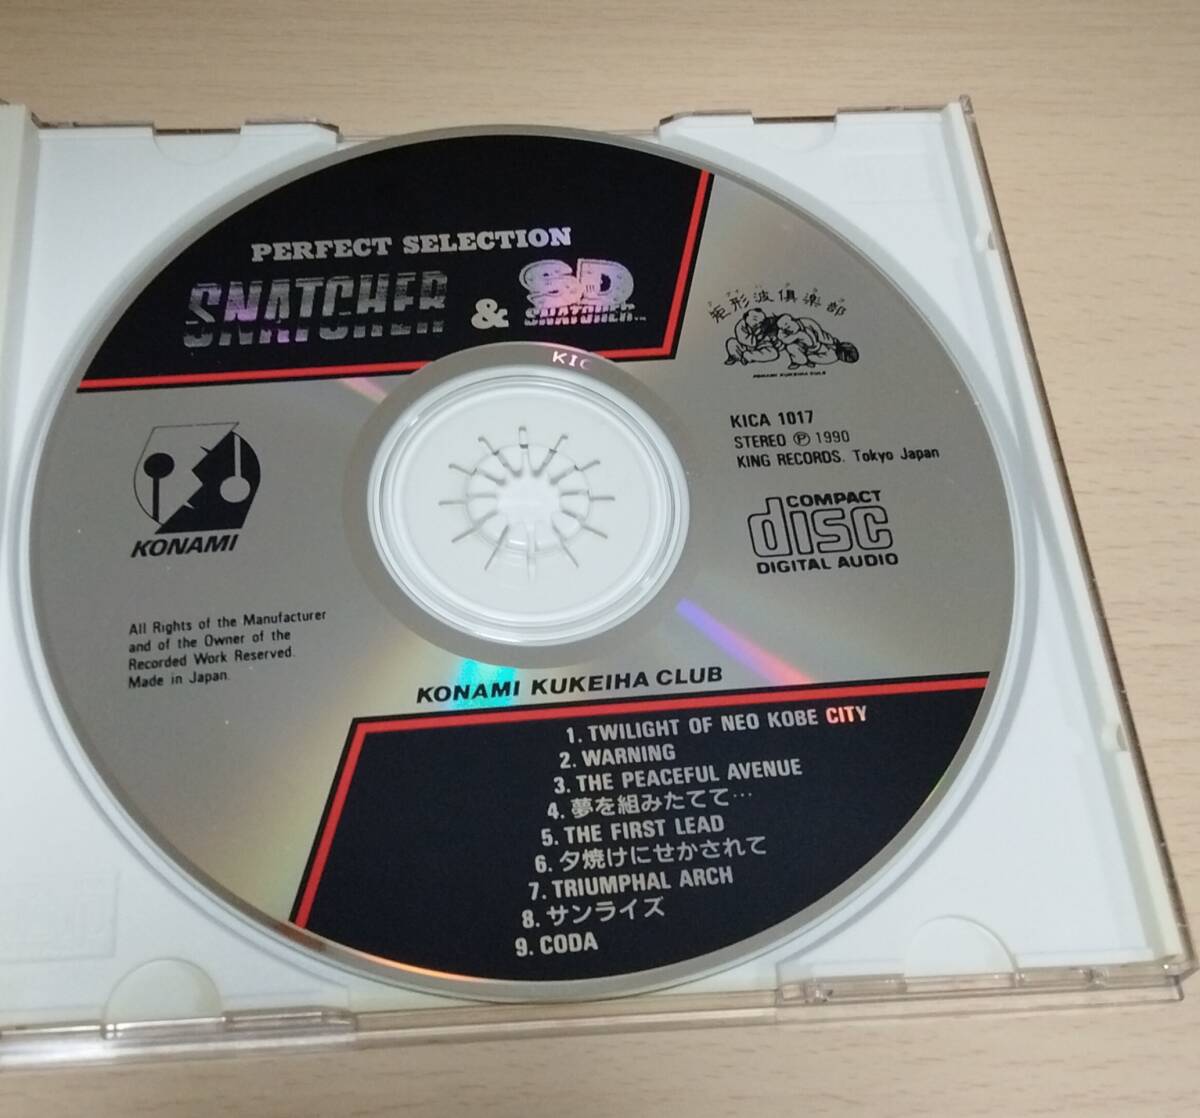 PERFECT SELECTION
SNATCHER & SD SNATCHER™
KIC
矩形波倶楽部
KONAMI KUKEIHA CULB
KICA 1017
STEREO Ⓟ 1990
KING RECORDS. Tokyo Japan
COMPACT
disc
DIGITAL AUDIO
KONAMI
All Rights of the Manufacturer
and of the Owner of the
Recorded Work Reserved.
Made in Japan.
KONAMI KUKEIHA CLUB
1. TWILIGHT OF NEO KOBE CITY
2. WARNING
3. THE PEACEFUL AVENUE
4. 夢を組みたてて…
5. THE FIRST LEAD
6. 夕焼けにせかされて
7. TRIUMPHAL ARCH
8. サンライズ
9. CODA